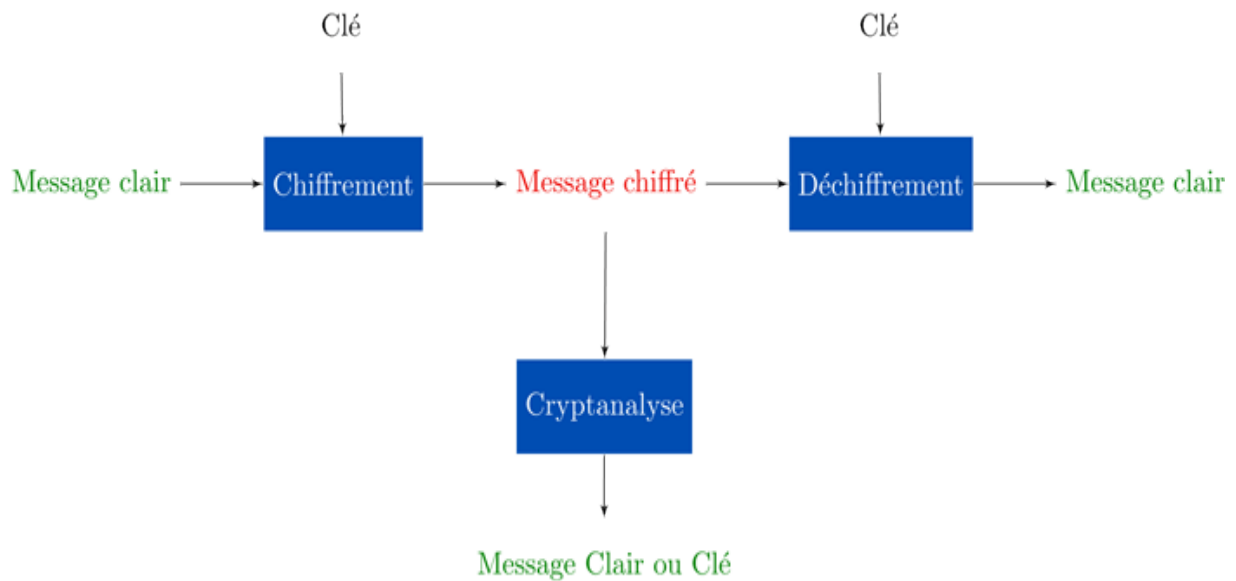 Clé
Clé
Message clair
Chiffrement
Message chiffré
Déchiffrement
Message clair
Cryptanalyse
Message Clair ou Clé